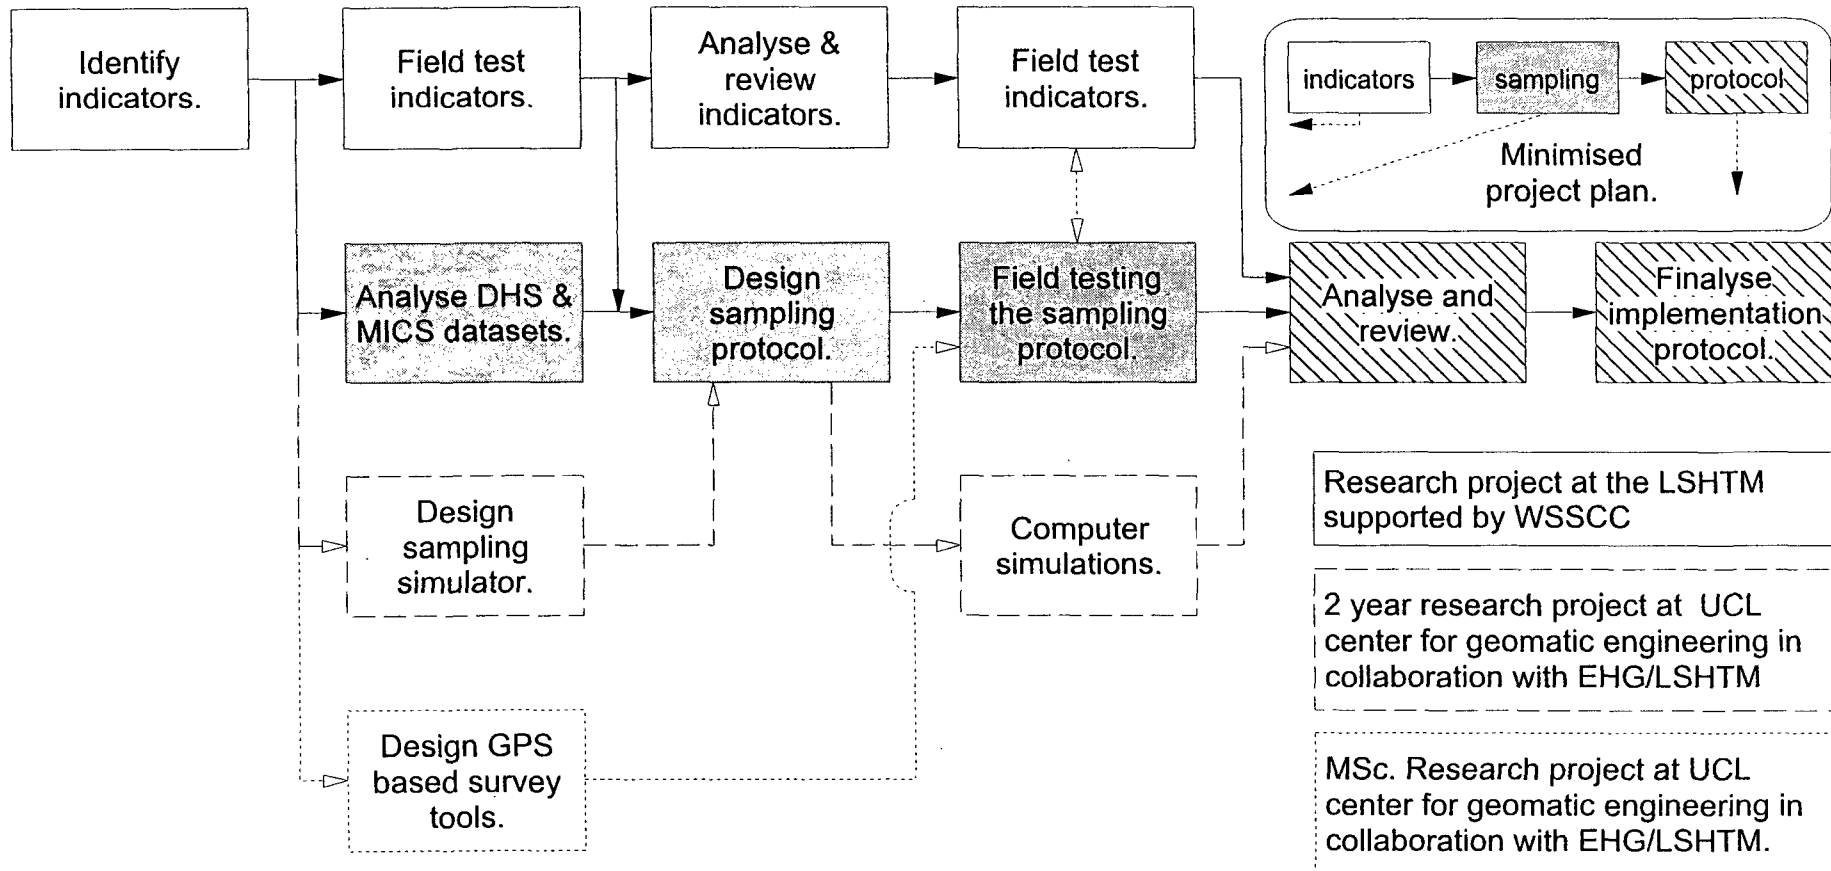 Identify
indicators.
Field test
indicators.
Analyse &
review
indicators.
Field test
indicators.
indicators
sampling
protocol
Minimised
project plan.
Analyse DHS &
MICS datasets.
Design
sampling
protocol.
Field testing
the sampling
protocol.
Analyse and
review.
Finalyse
implementation
protocol.
Design
sampling
simulator.
Computer
simulations.
Design GPS
based survey
tools.
Research project at the LSHTM
supported by WSSCC
2 year research project at UCL
center for geomatic engineering in
collaboration with EHG/LSHTM
MSc. Research project at UCL
center for geomatic engineering in
collaboration with EHG/LSHTM.